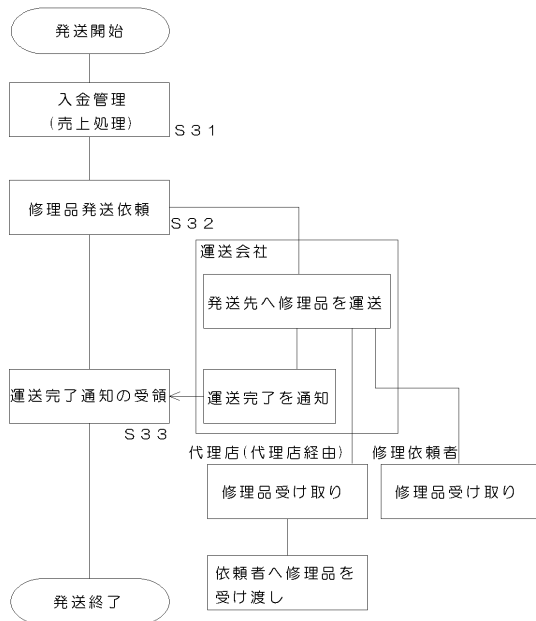 発送開始
入金管理
(売上処理)
S31
修理品発送依頼
S32
運送会社
発送先へ修理品を運送
運送完了通知の受領
運送完了を通知
S33
代理店(代理店経由)
修理依頼者
修理品受け取り
修理品受け取り
依頼者へ修理品を
受け渡し
発送終了